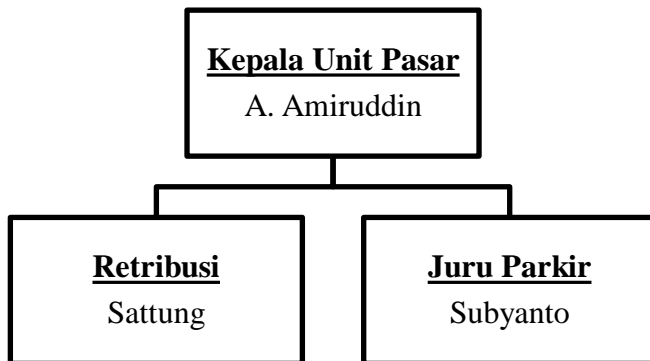 Kepala Unit Pasar
A. Amiruddin
Retribusi
Sattung
Juru Parkir
Subyanto